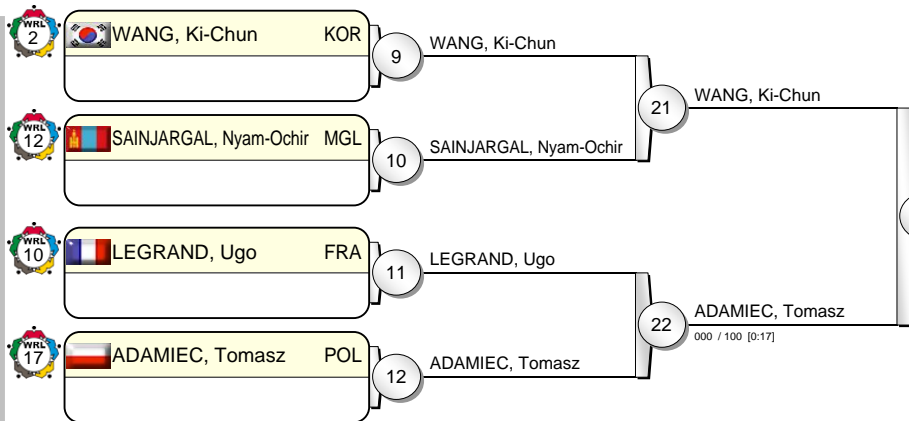 WRL
2
WANG, Ki-Chun KOR
9
WANG, Ki-Chun
21
WANG, Ki-Chun
WRL
12
SAINJARGAL, Nyam-Ochir MGL
10
SAINJARGAL, Nyam-Ochir
WRL
10
LEGRAND, Ugo FRA
11
LEGRAND, Ugo
22
ADAMIEC, Tomasz
000 / 100 [0:17]
WRL
17
ADAMIEC, Tomasz POL
12
ADAMIEC, Tomasz